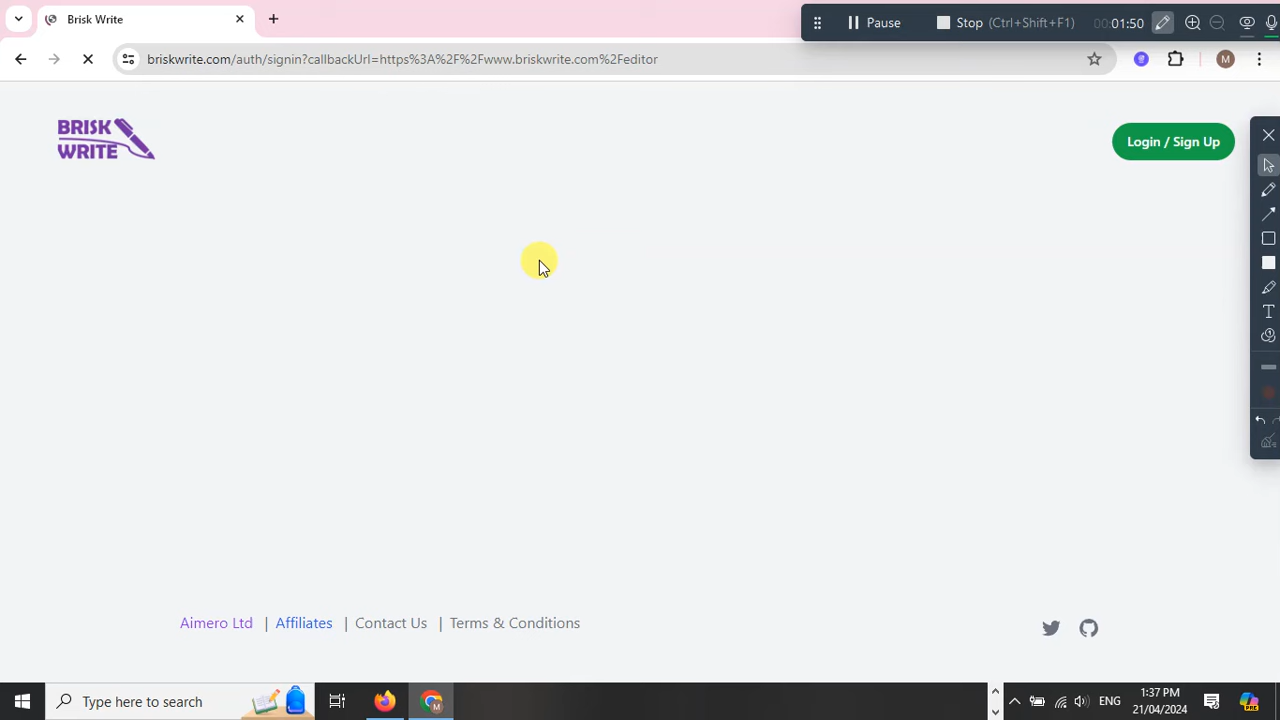 Brisk Write
Pause
Stop (Ctrl+Shift+F1)
00:01:50
briskwrite.com/auth/signin?callbackUrl=https%3A%2F%2Fwww.briskwrite.com%2Feditor
M
BRISK
WRITE
Login / Sign Up
T
Aimero Ltd | Affiliates | Contact Us | Terms & Conditions
Type here to search
M
ENG
1:37 PM
21/04/2024
PRE